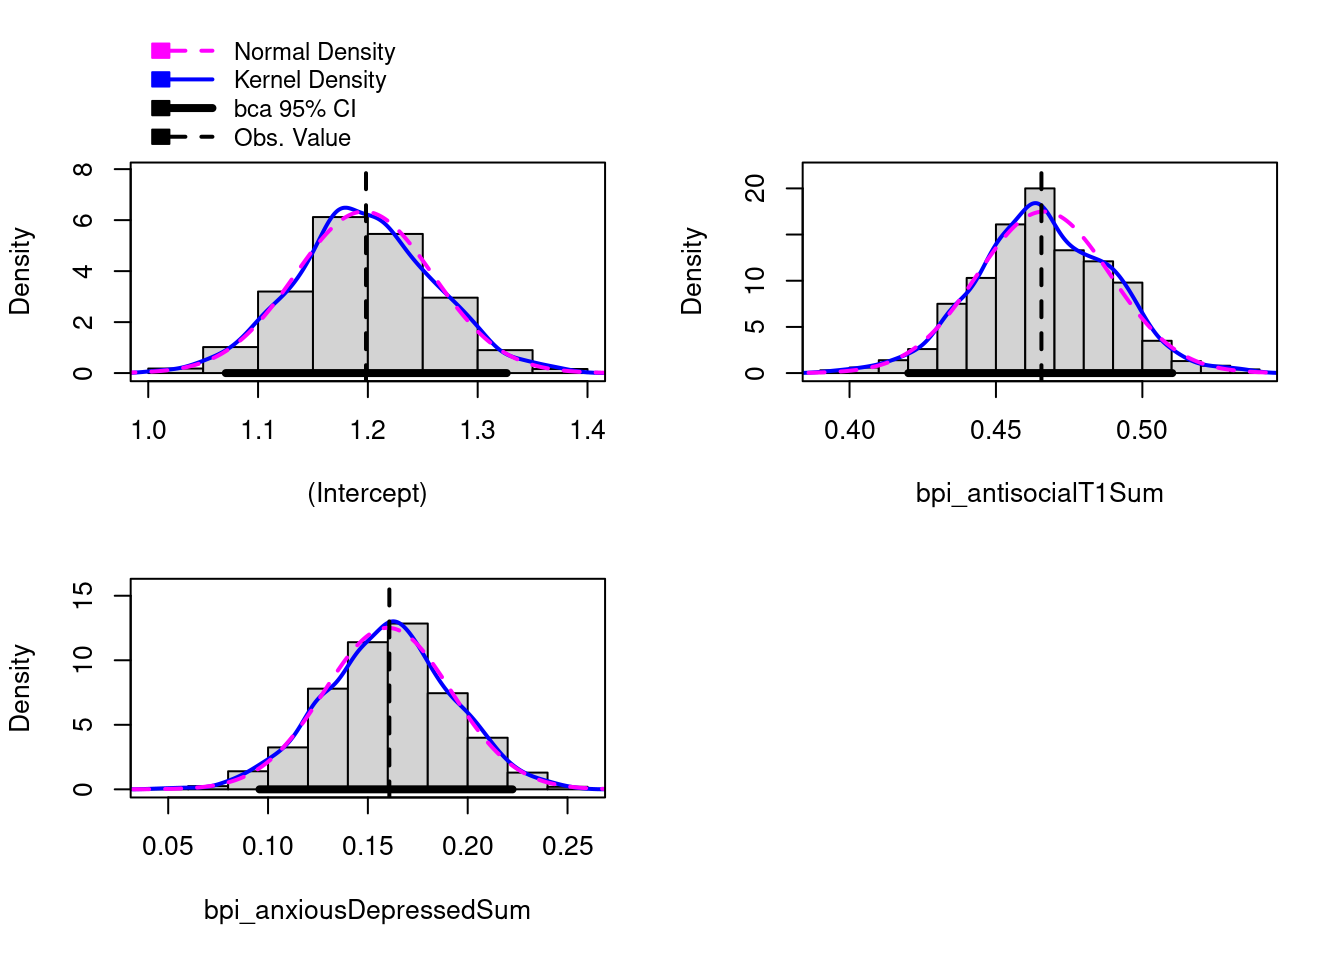 Normal Density
Kernel Density
bca 95% CI
Obs. Value
Density
0 2 4 6 8
1.0 1.1 1.2 1.3 1.4
(Intercept)
Density
0 5 10 20
0.40 0.45 0.50
bpi_antisocialT1Sum
Density
0 5 10 15
0.05 0.10 0.15 0.20 0.25
bpi_anxiousDepressedSum